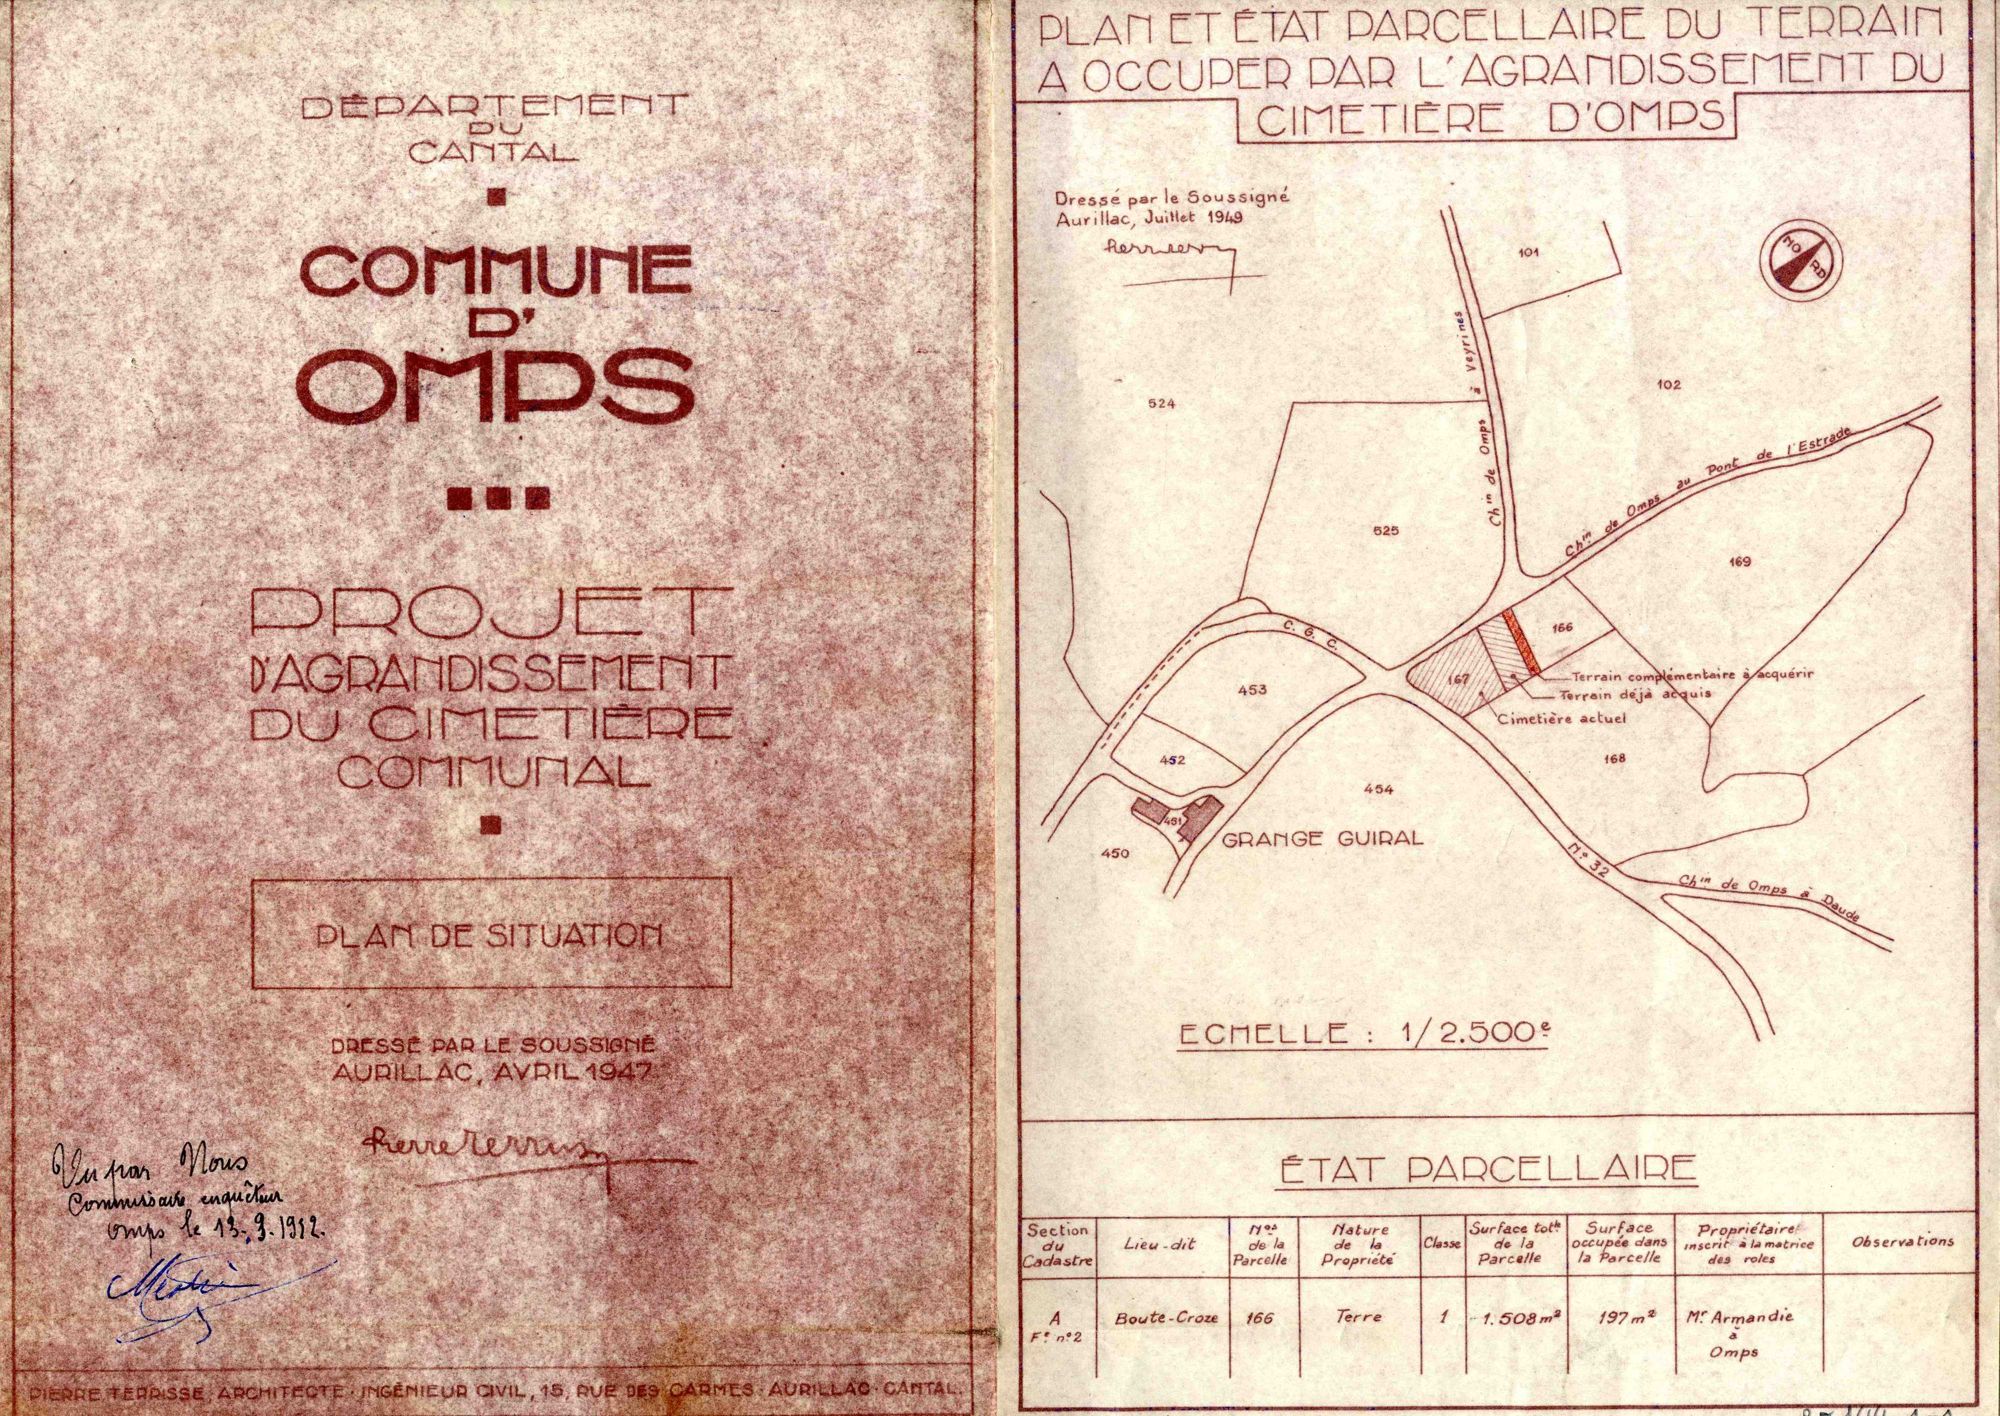 DÉPARTEMENT
DU
CANTAL
COMMUNE
D'
OMPS
PROJET
D'AGRANDISSEMENT
DU CIMETIÈRE
COMMUNAL
PLAN DE SITUATION
DRESSÉ PAR LE SOUSSIGNÉ
AURILLAC, AVRIL 1947
Pierre Terrisse
Vu par Nous
Commissaire enquêteur
Omps le 13.9.1952.
PIERRE TERRISSE, ARCHITECTE · INGÉNIEUR CIVIL, 15, RUE DES CARMES · AURILLAC · CANTAL.
PLAN ET ÉTAT PARCELLAIRE DU TERRAIN
A OCCUPER PAR L'AGRANDISSEMENT DU
CIMETIÈRE D'OMPS
Dressé par le Soussigné
Aurillac, Juillet 1949
NORD
101
102
524
Chin de Omps à Veyrines
Chin de Omps au Pont de l'Estrade
525
169
166
C. G. C.
167
Terrain complémentaire à acquérir
Terrain déjà acquis
Cimetière actuel
453
452
168
454
451
450
GRANGE GUIRAL
N° 32
Chin de Omps à Daude
ECHELLE : 1/2.500e
ÉTAT PARCELLAIRE
Section du Cadastre
Lieu-dit
Nos de la Parcelle
Nature de la Propriété
Classe
Surface totle de la Parcelle
Surface occupée dans la Parcelle
Propriétaire inscrit à la matrice des roles
Observations
A
F° n°2
Boute-Croze
166
Terre
1
1.508 m²
197 m²
Mr Armandie
à
Omps